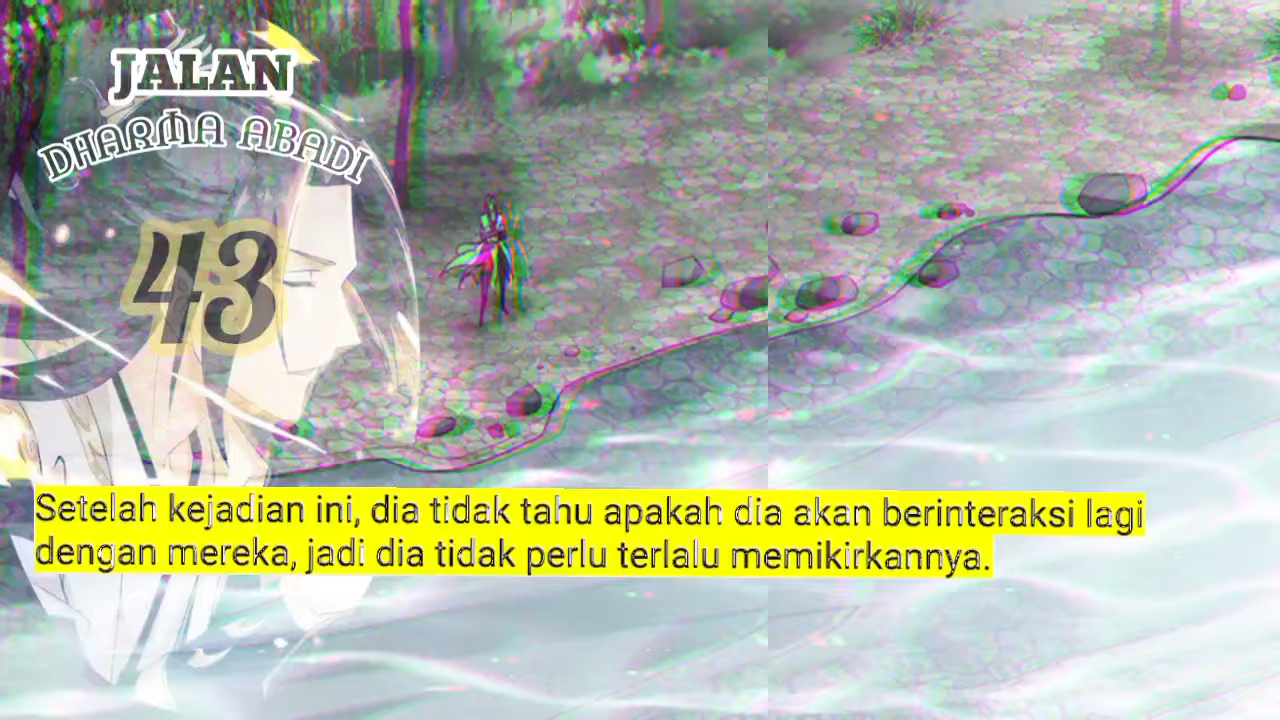 JALAN
DHARMA ABADI
43
Setelah kejadian ini, dia tidak tahu apakah dia akan berinteraksi lagi
dengan mereka, jadi dia tidak perlu terlalu memikirkannya.